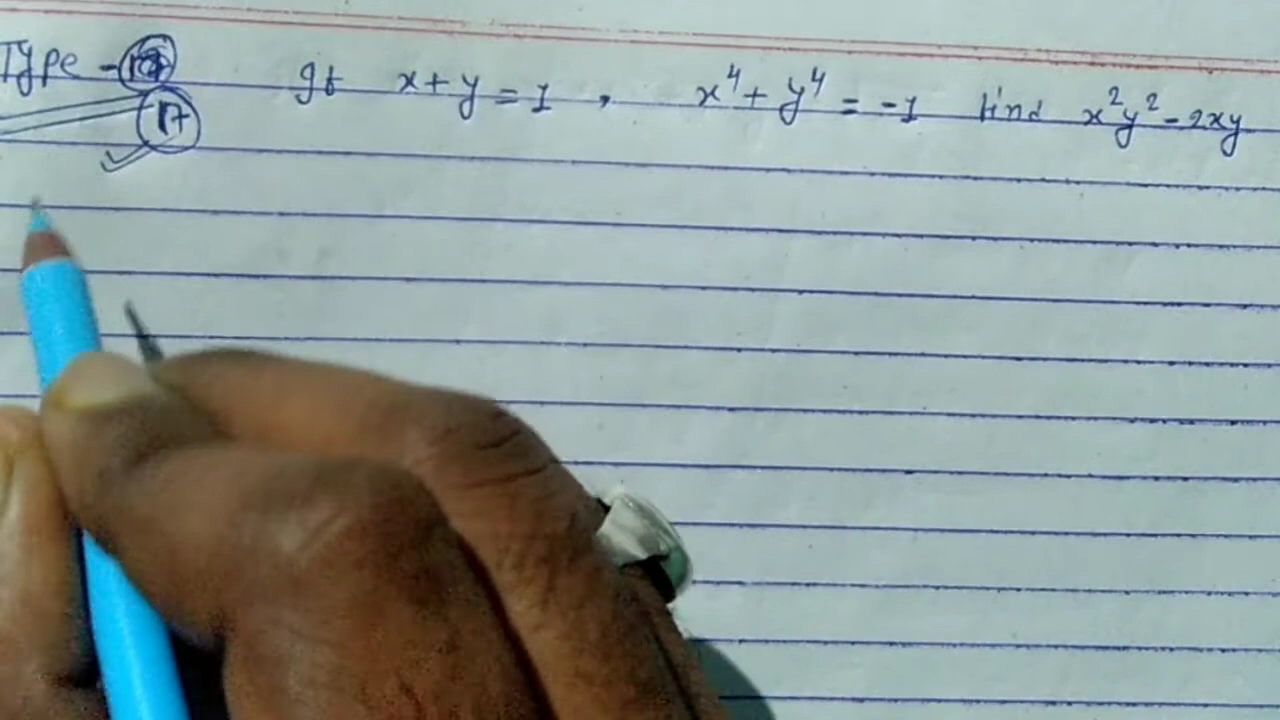 Type - If x+y=1, x⁴+y⁴=-1 find x²y²-2xy
17